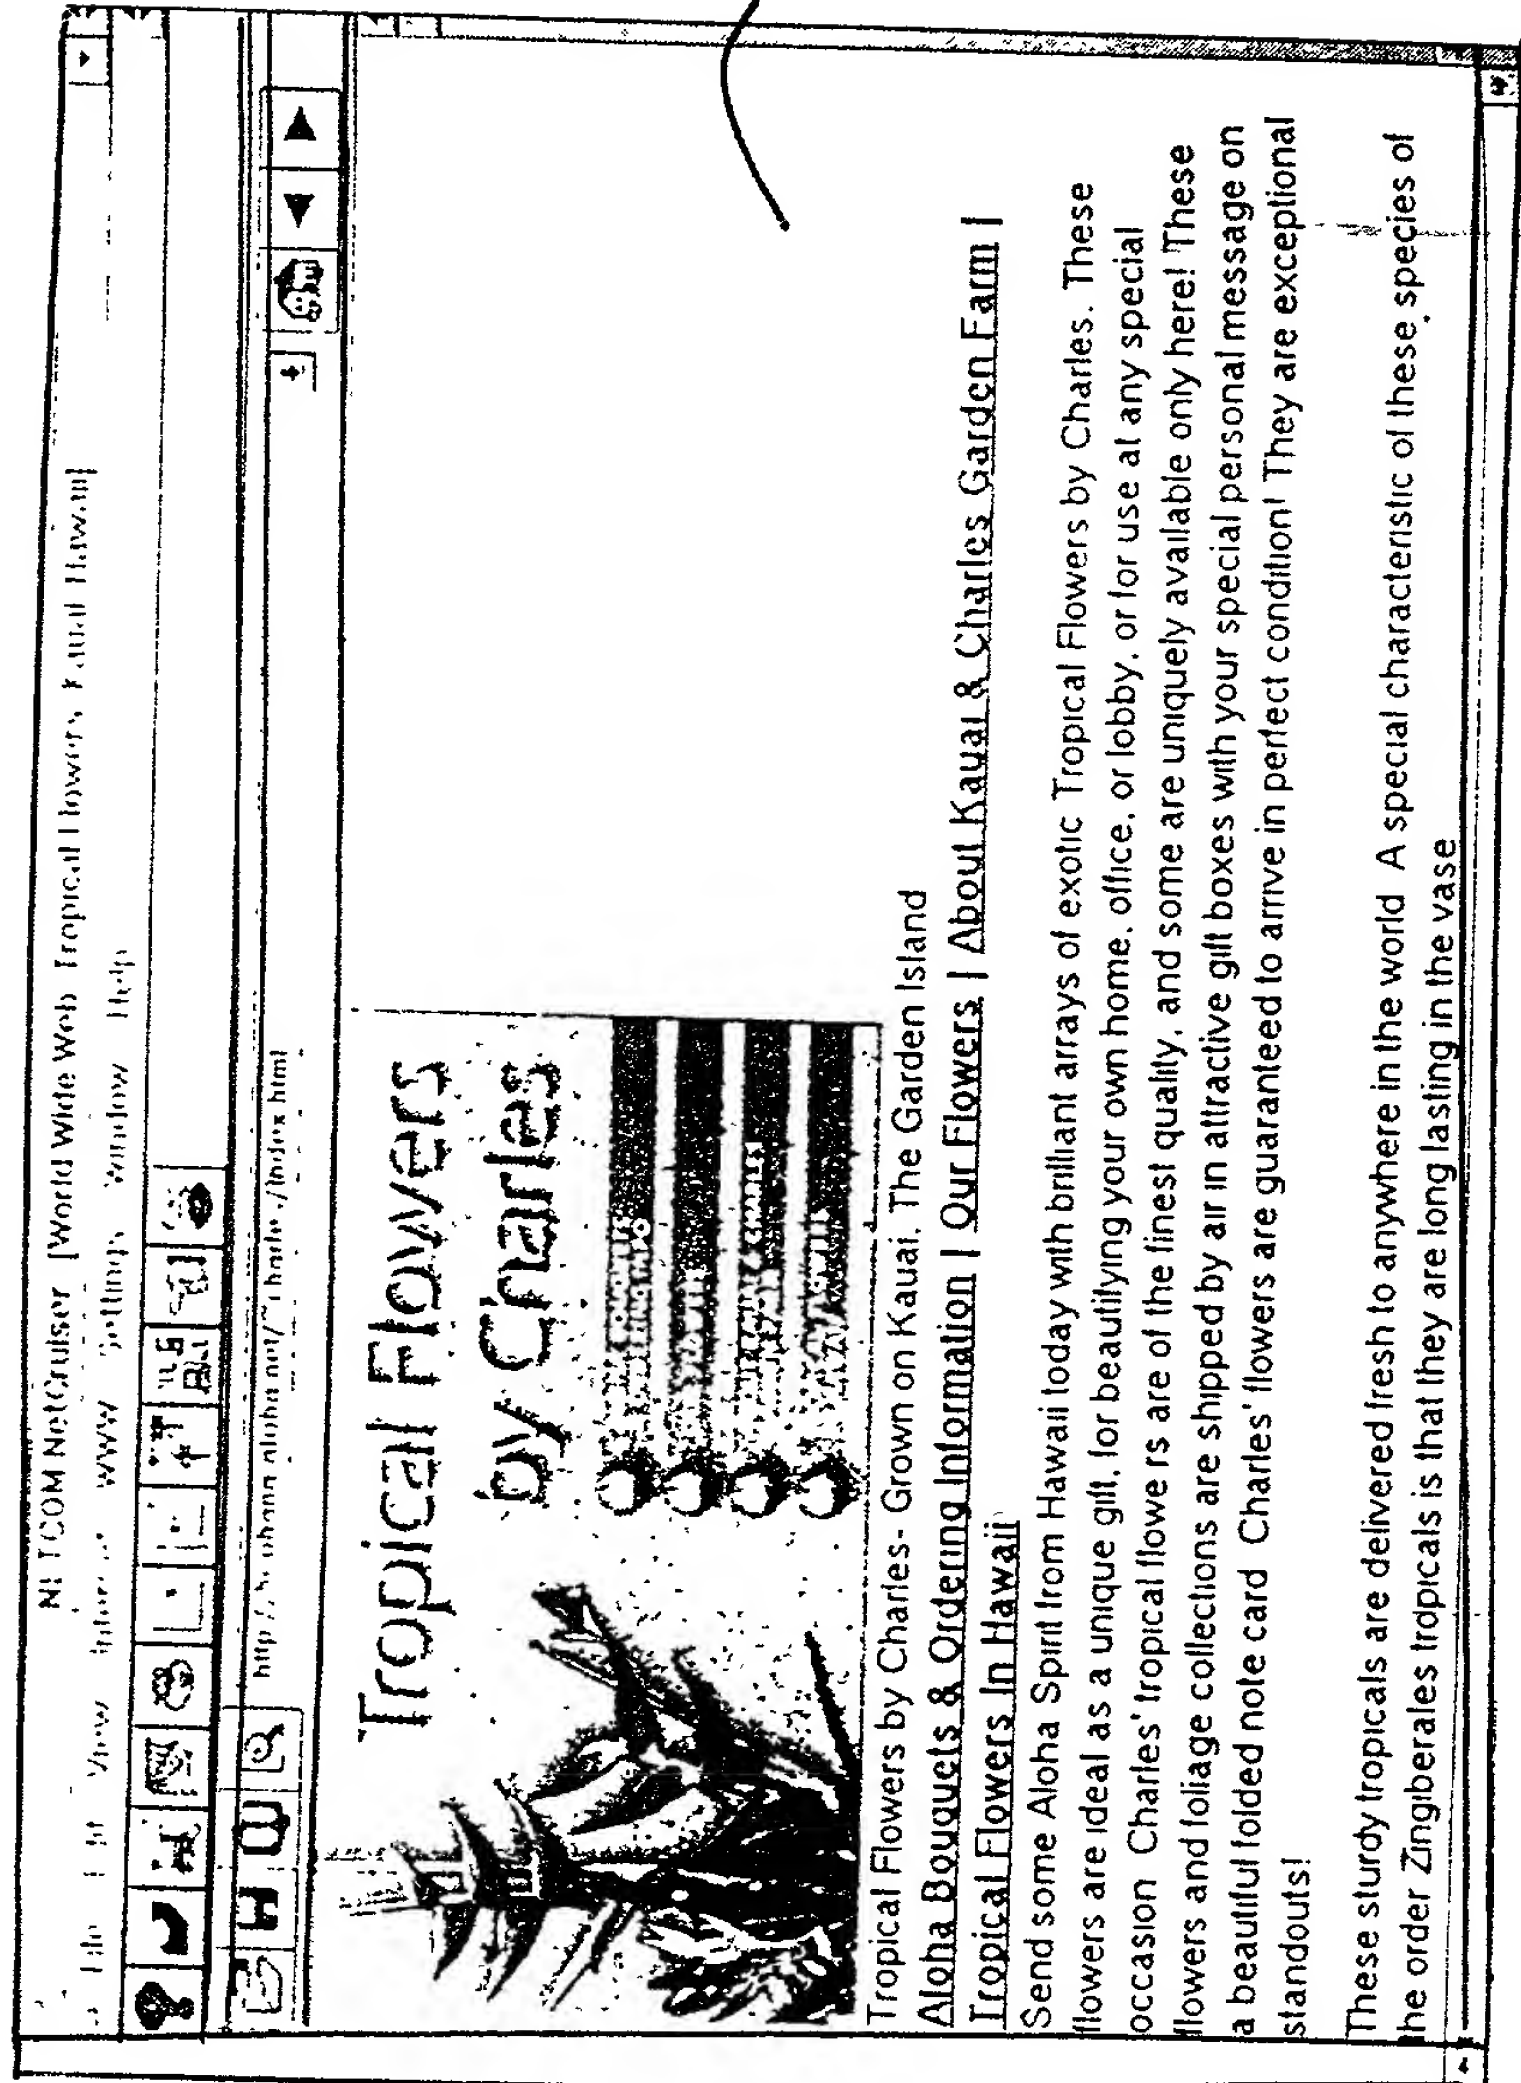 NETCOM NetCruiser [World Wide Web Tropical Flowers, Kauai Hawaii]
File Edit View Internet WWW Settings Window Help
Tropical Flowers
by Charles
Tropical Flowers by Charles- Grown on Kauai, The Garden Island
Aloha Bouquets & Ordering Information | Our Flowers | About Kauai & Charles Garden Farm |
Tropical Flowers In Hawaii
Send some Aloha Spirit from Hawaii today with brilliant arrays of exotic Tropical Flowers by Charles. These
flowers are ideal as a unique gift, for beautifying your own home, office, or lobby, or for use at any special
occasion Charles' tropical flowe rs are of the finest quality, and some are uniquely available only here! These
flowers and foliage collections are shipped by air in attractive gift boxes with your special personal message on
a beautiful folded note card Charles' flowers are guaranteed to arrive in perfect condition! They are exceptional
standouts!
These sturdy tropicals are delivered fresh to anywhere in the world A special characteristic of these species of
the order Zingiberales tropicals is that they are long lasting in the vase